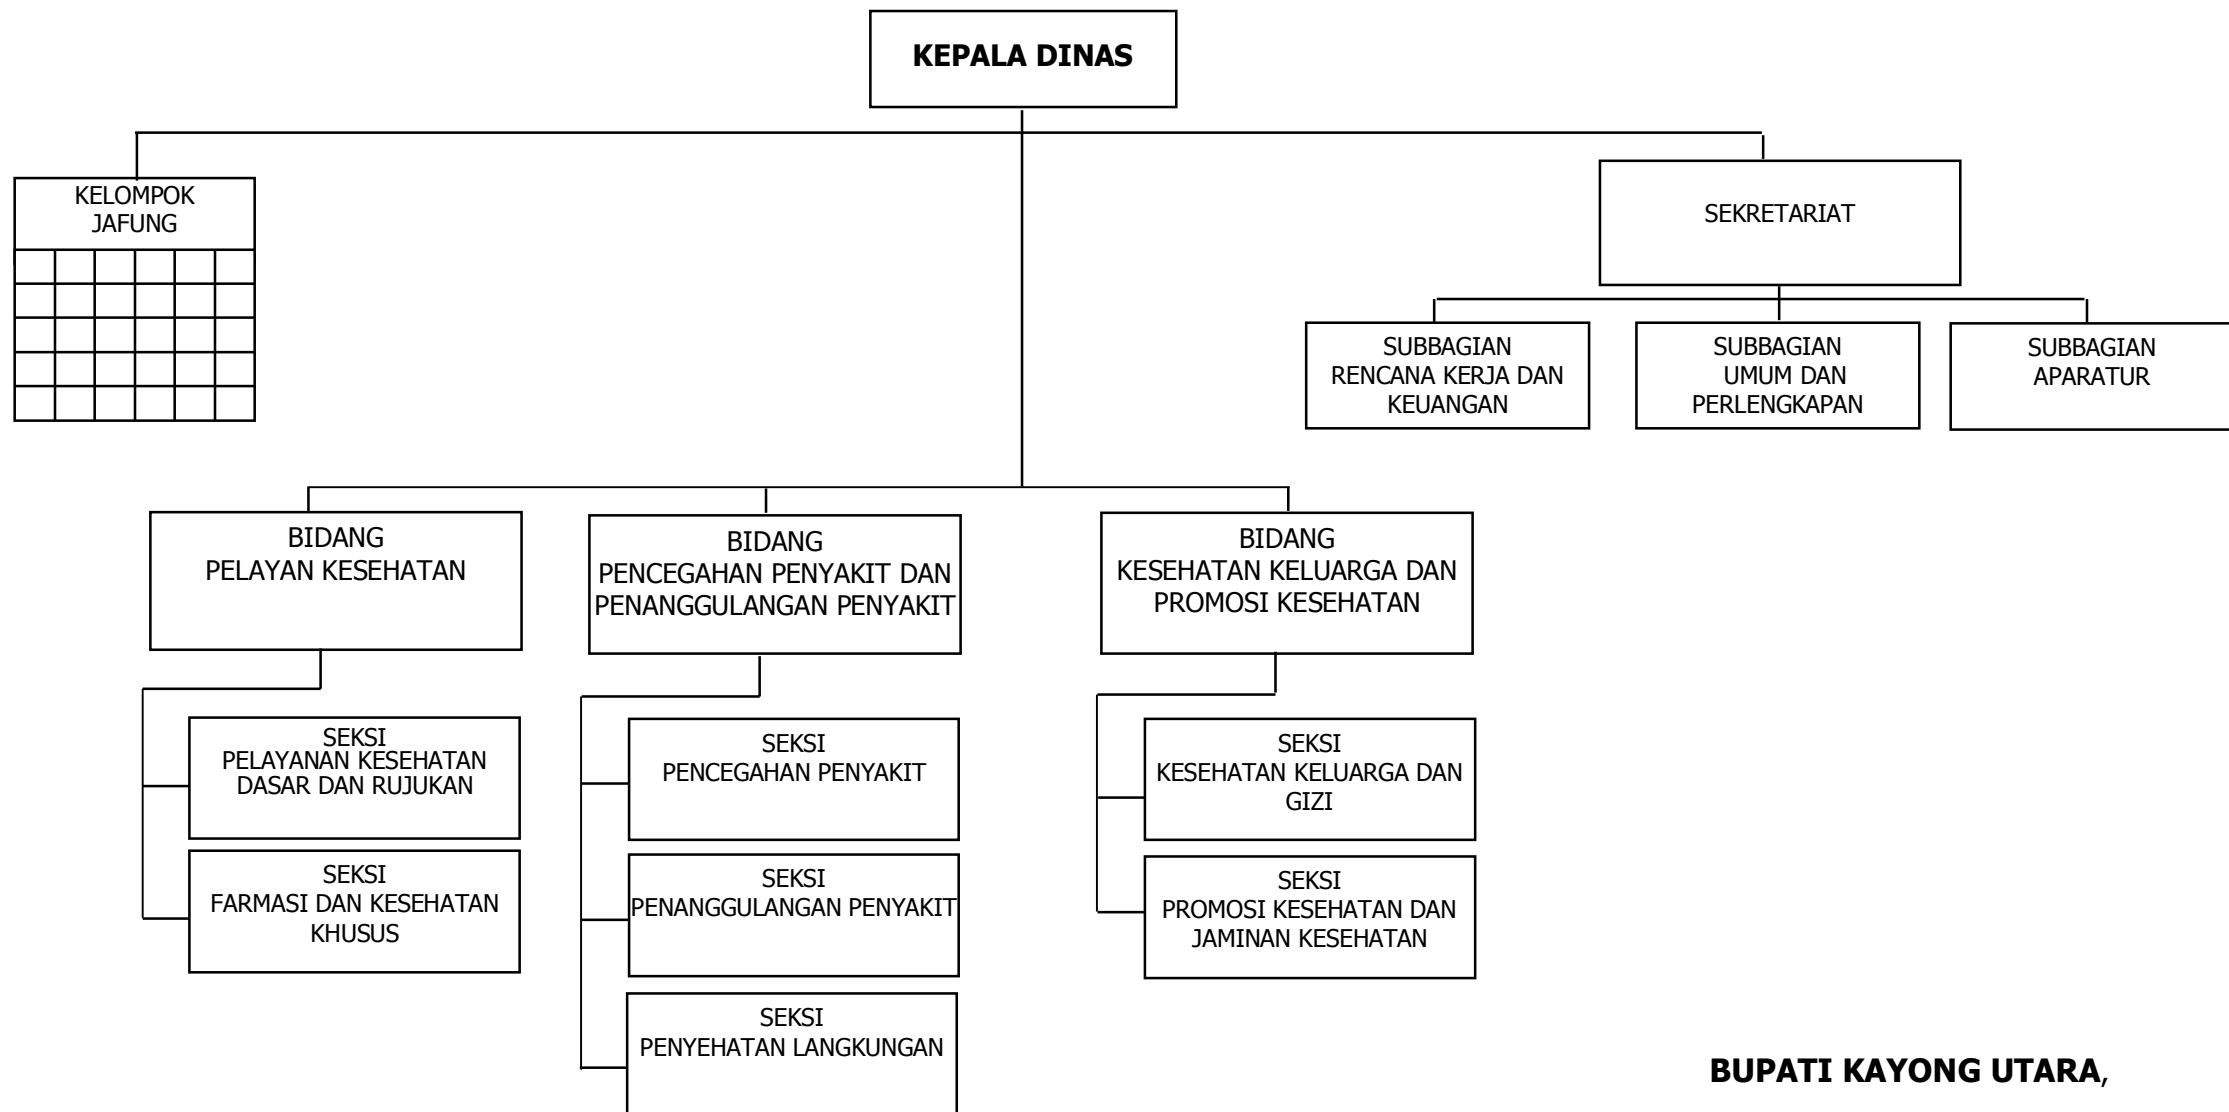 KEPALA DINAS
KELOMPOK
JAFUNG
SEKRETARIAT
SUBBAGIAN
RENCANA KERJA DAN
KEUANGAN
SUBBAGIAN
UMUM DAN
PERLENGKAPAN
SUBBAGIAN
APARATUR
BIDANG
PELAYAN KESEHATAN
BIDANG
PENCEGAHAN PENYAKIT DAN
PENANGGULANGAN PENYAKIT
BIDANG
KESEHATAN KELUARGA DAN
PROMOSI KESEHATAN
SEKSI
PELAYANAN KESEHATAN
DASAR DAN RUJUKAN
SEKSI
FARMASI DAN KESEHATAN
KHUSUS
SEKSI
PENCEGAHAN PENYAKIT
SEKSI
PENANGGULANGAN PENYAKIT
SEKSI
PENYEHATAN LANGKUNGAN
SEKSI
KESEHATAN KELUARGA DAN
GIZI
SEKSI
PROMOSI KESEHATAN DAN
JAMINAN KESEHATAN
BUPATI KAYONG UTARA,